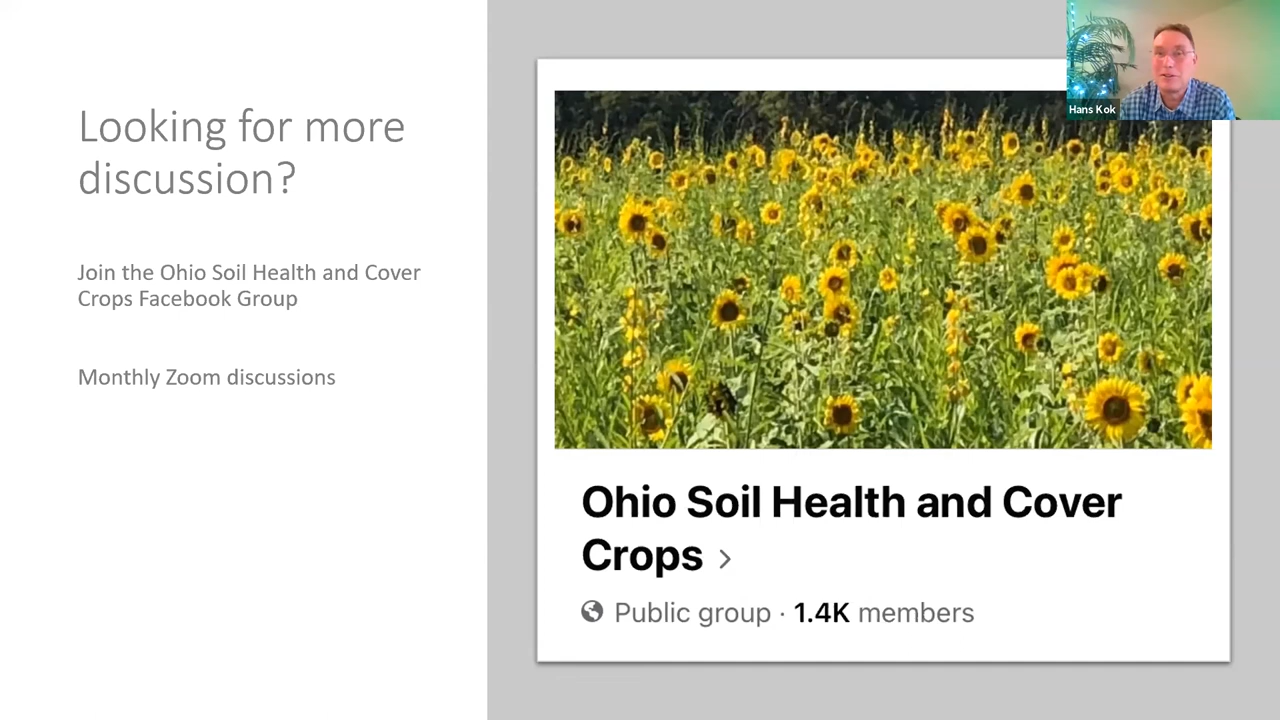 Looking for more
discussion?
Join the Ohio Soil Health and Cover
Crops Facebook Group
Monthly Zoom discussions
Hans Kok
Ohio Soil Health and Cover
Crops >
Public group · 1.4K members